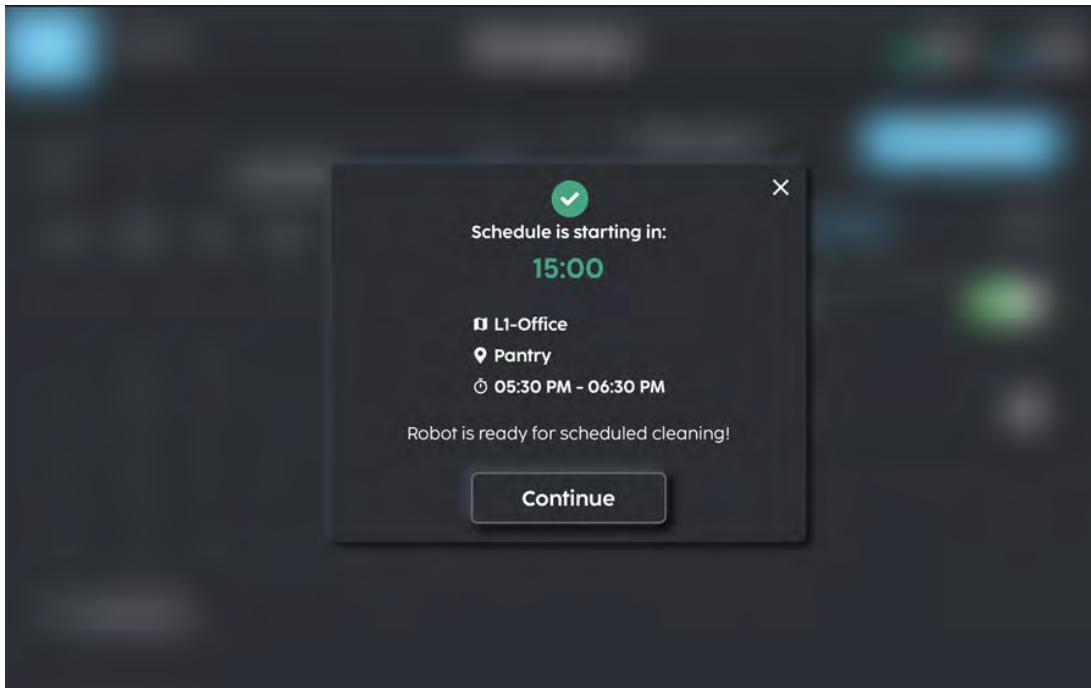 Schedule is starting in:
15:00
L1-Office
Pantry
05:30 PM - 06:30 PM
Robot is ready for scheduled cleaning!
Continue